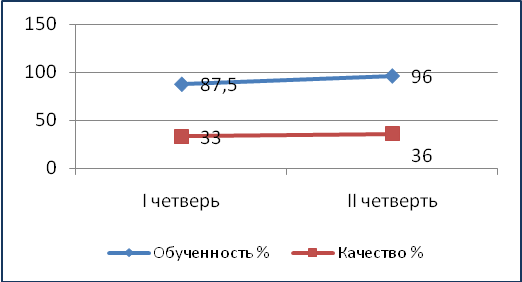 150
100
50
0
87,5
96
33
36
I четверь
II четверть
Обученность %
Качество %